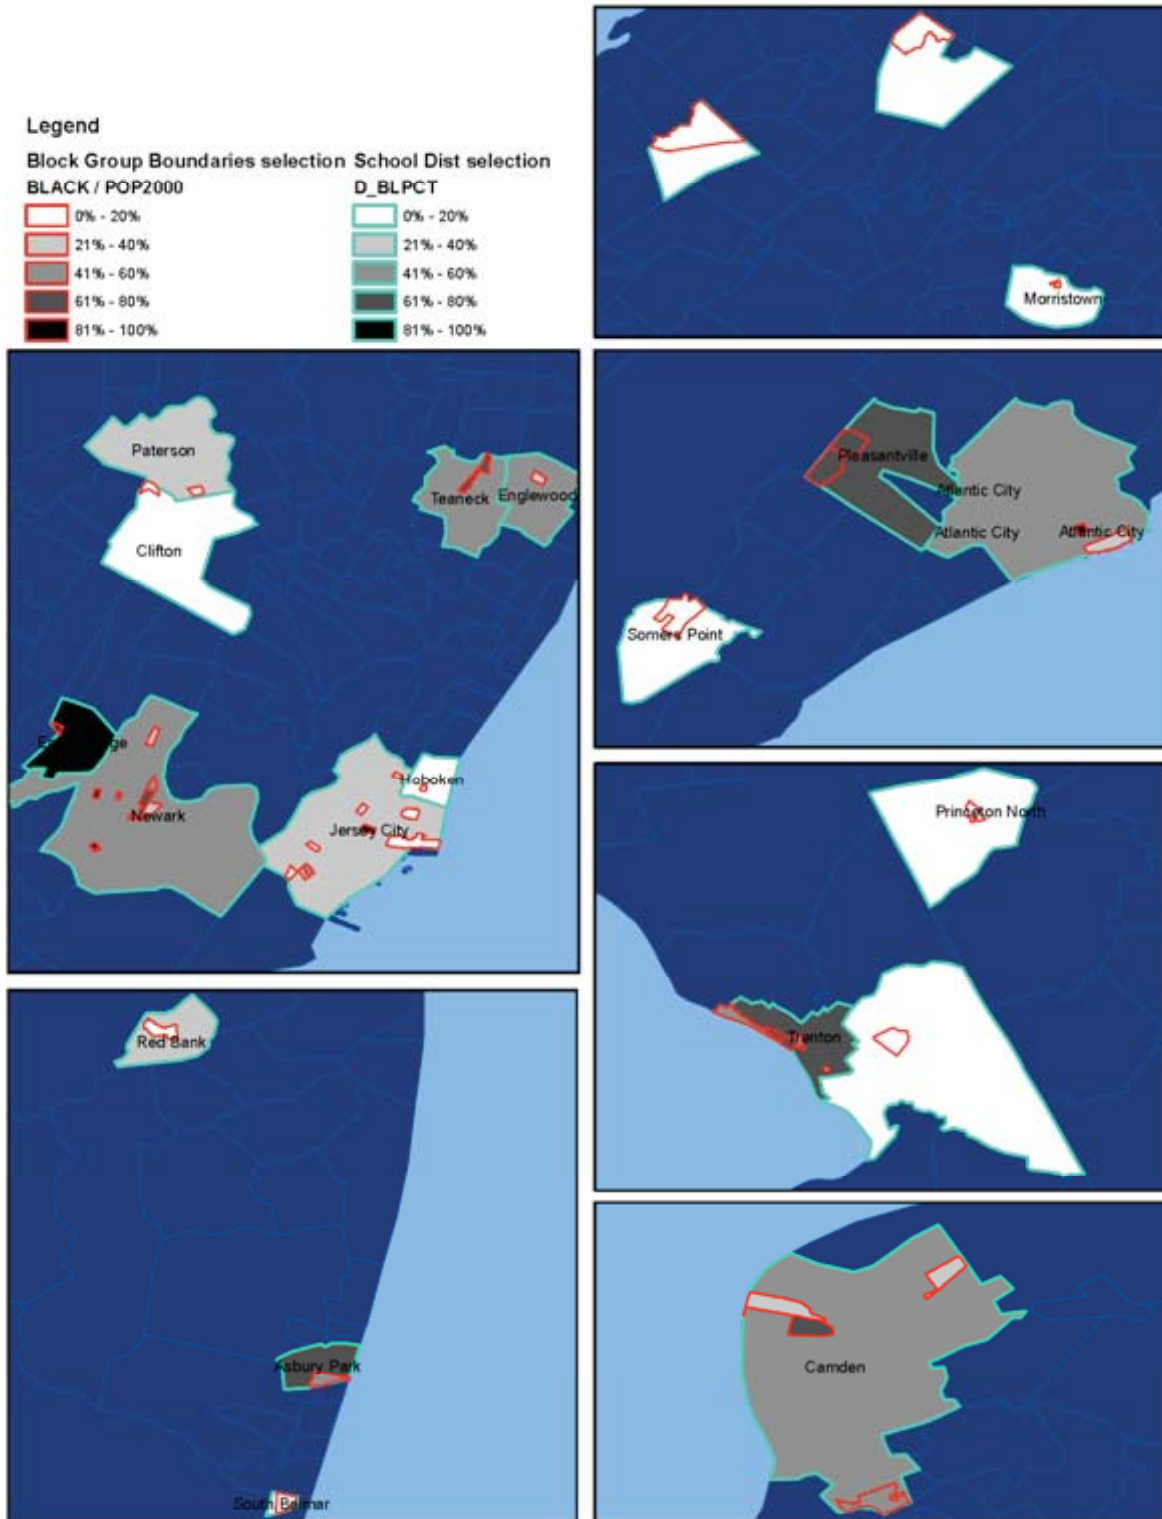 Legend
Block Group Boundaries selection School Dist selection
BLACK / POP2000 D_BLPCT
0% - 20% 0% - 20%
21% - 40% 21% - 40%
41% - 60% 41% - 60%
61% - 80% 61% - 80%
81% - 100% 81% - 100%
Morristown
Paterson
Teaneck Englewood
Clifton
Newark
Hoboken
Jersey City
Pleasantville
Atlantic City
Atlantic City Atlantic City
Somers Point
Princeton North
Trenton
Red Bank
Asbury Park
South Belmar
Camden